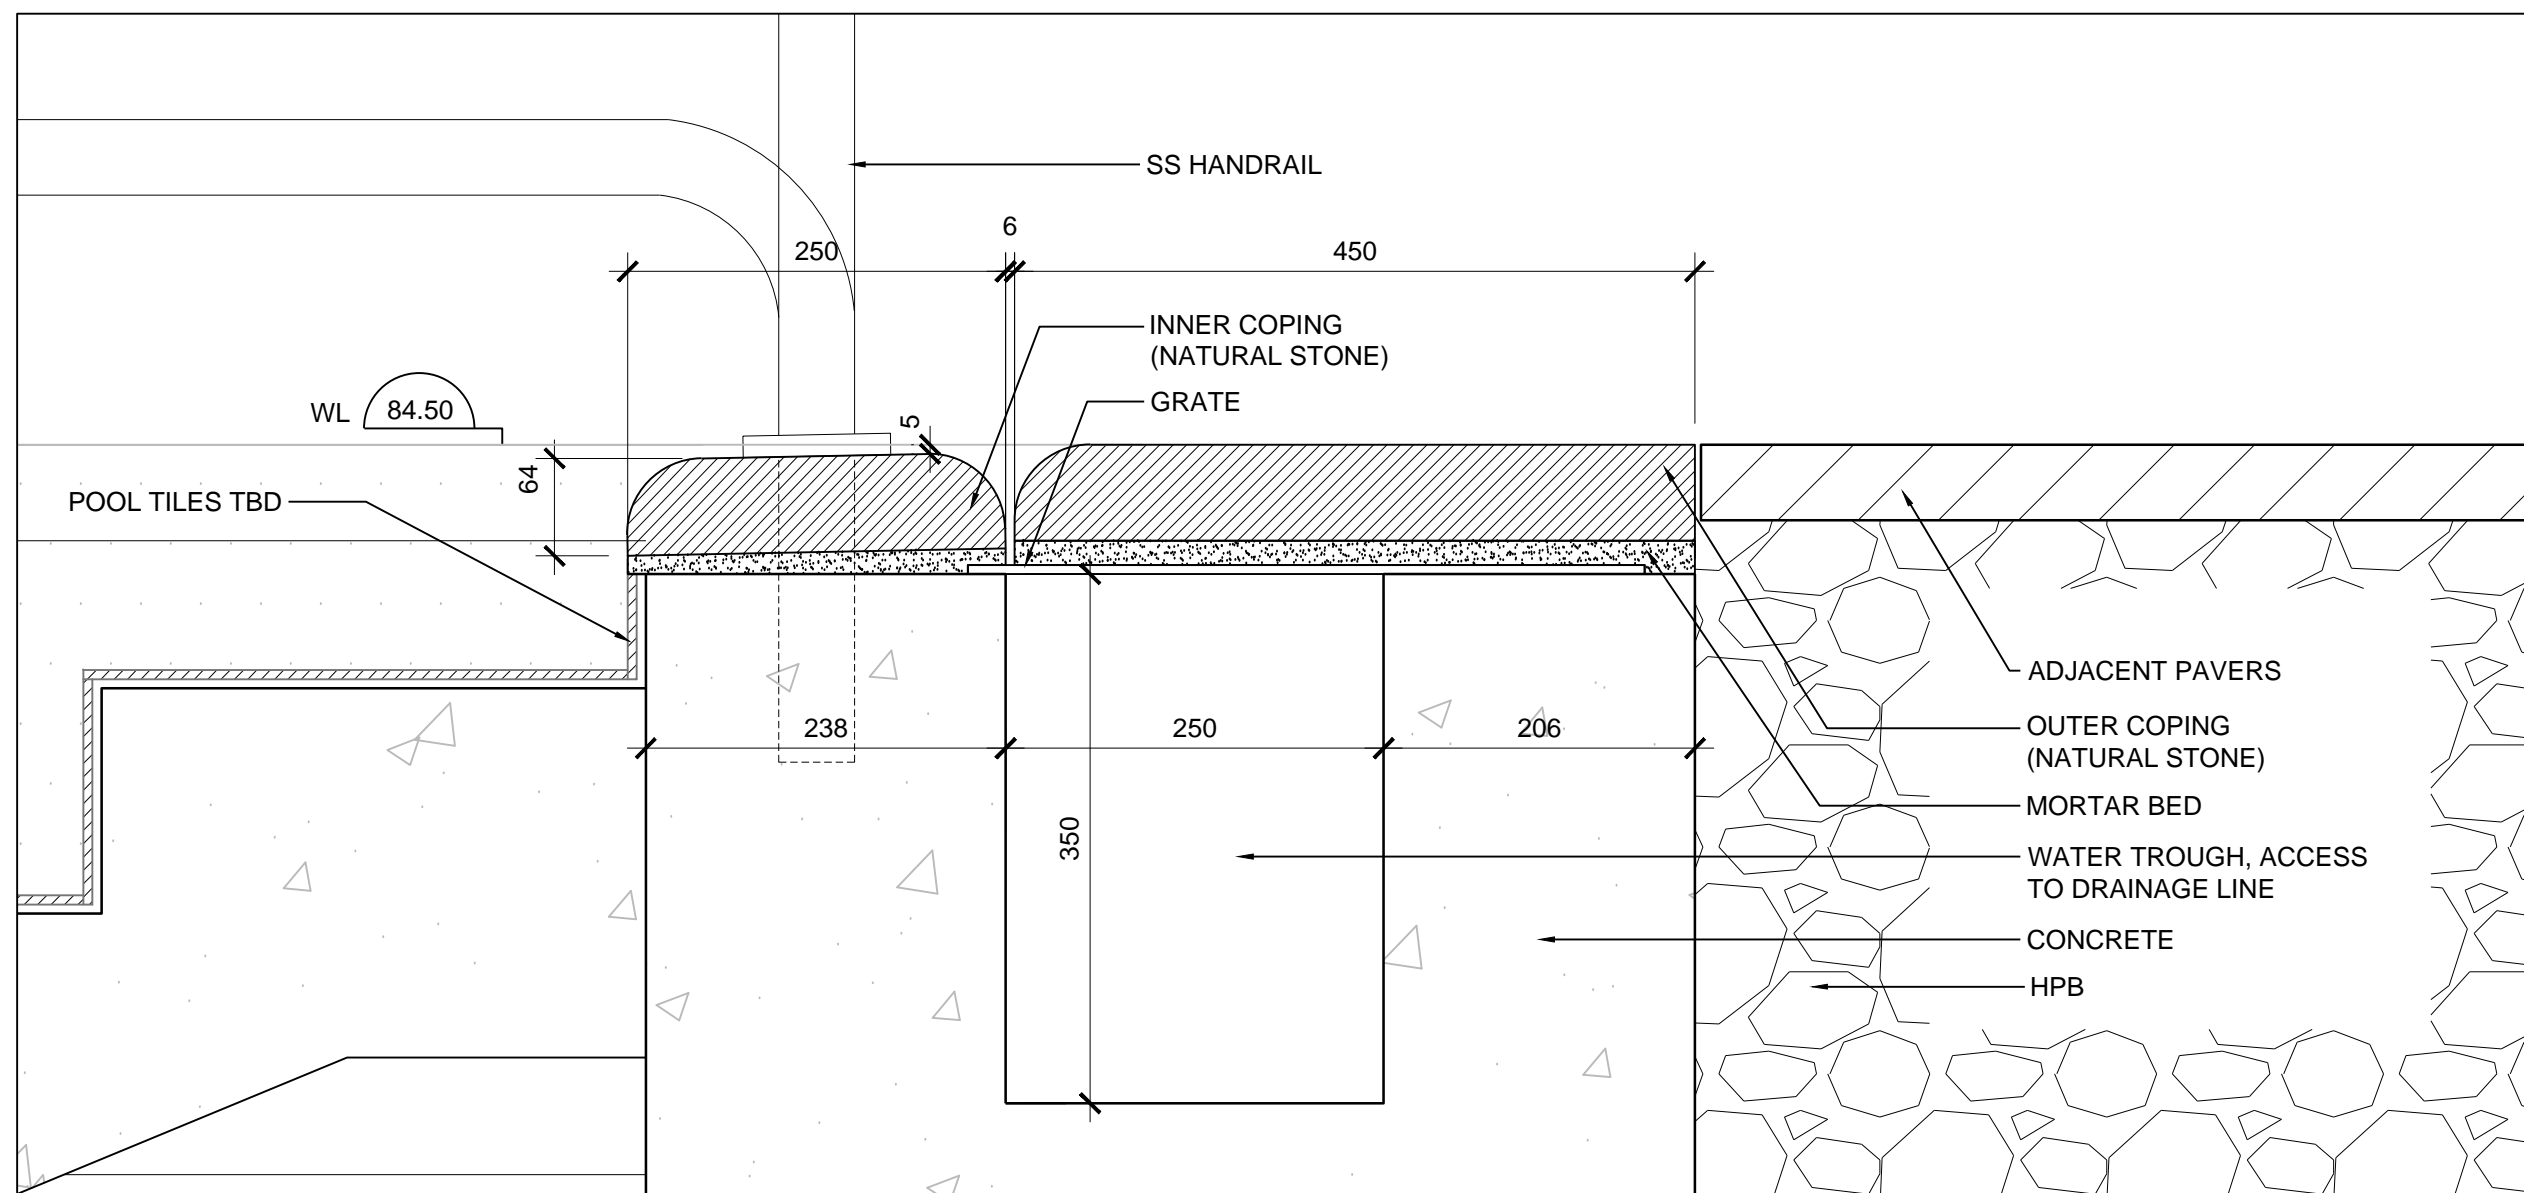 SS HANDRAIL
6
250
450
INNER COPING
(NATURAL STONE)
GRATE
WL
84.50
5
64
POOL TILES TBD
ADJACENT PAVERS
238
250
206
OUTER COPING
(NATURAL STONE)
MORTAR BED
350
WATER TROUGH, ACCESS
TO DRAINAGE LINE
CONCRETE
HPB